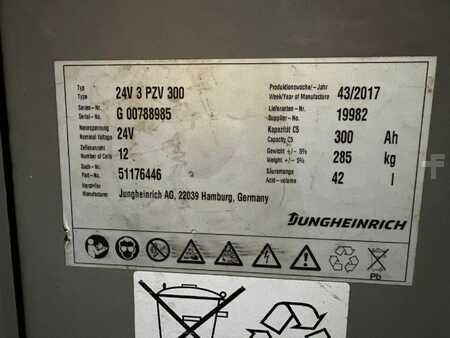 Typ
Type
24V 3 PZV 300
Serien-Nr.
Serial-No.
G 00788985
Nennspannung
Nominal Voltage
24V
Zellenanzahl
Number of Cells
12
Sach-Nr.
Part-No.
51176446
Hersteller
Manufacturer
Jungheinrich AG, 22039 Hamburg, Germany
Produktionswoche/- Jahr
Week/Year of Manufacture
43/2017
Lieferanten-Nr.
Supplier-No.
19982
Kapazität C5
Capacity C5
300 Ah
Gewicht +/- 5%
Weight +/- 5%
285 kg
Säuremenge
Acid-volume
42 l
JUNGHEINRICH
Pb